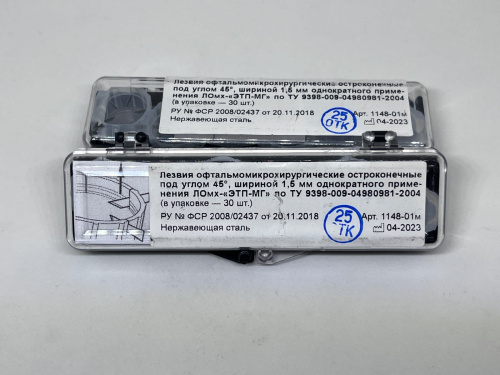 Лезвия офтальмомикрохирургические остроконечные
под углом 45°, шириной 1,5 мм однократного приме-
нения ЛОмх-«ЭТП-МГ» по ТУ 9398-009-04980981-2004
(в упаковке — 30 шт.)
РУ № ФСР 2008/02437 от 20.11.2018
Арт. 1148-01м
Нержавеющая сталь
04-2023
25
ОТК
Лезвия офтальмомикрохирургические остроконечные
под углом 45°, шириной 1,5 мм однократного приме-
нения ЛОмх-«ЭТП-МГ» по ТУ 9398-009-04980981-2004
(в упаковке — 30 шт.)
РУ № ФСР 2008/02437 от 20.11.2018
Арт. 1148-01м
Нержавеющая сталь
04-2023
25
ТК